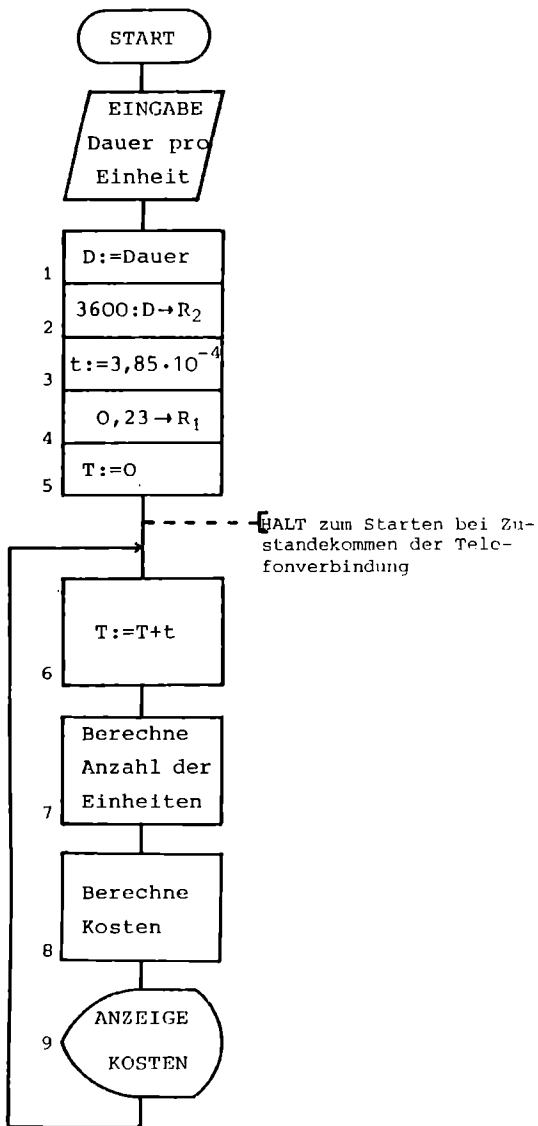 START
EINGABE
Dauer pro
Einheit
1 D:=Dauer
2 3600:D→R₂
3 t:=3,85·10⁻⁴
4 0,23→R₁
5 T:=0
HALT zum Starten bei Zu-
standekommen der Tele-
fonverbindung
6 T:=T+t
7 Berechne
Anzahl der
Einheiten
8 Berechne
Kosten
9 ANZEIGE
KOSTEN